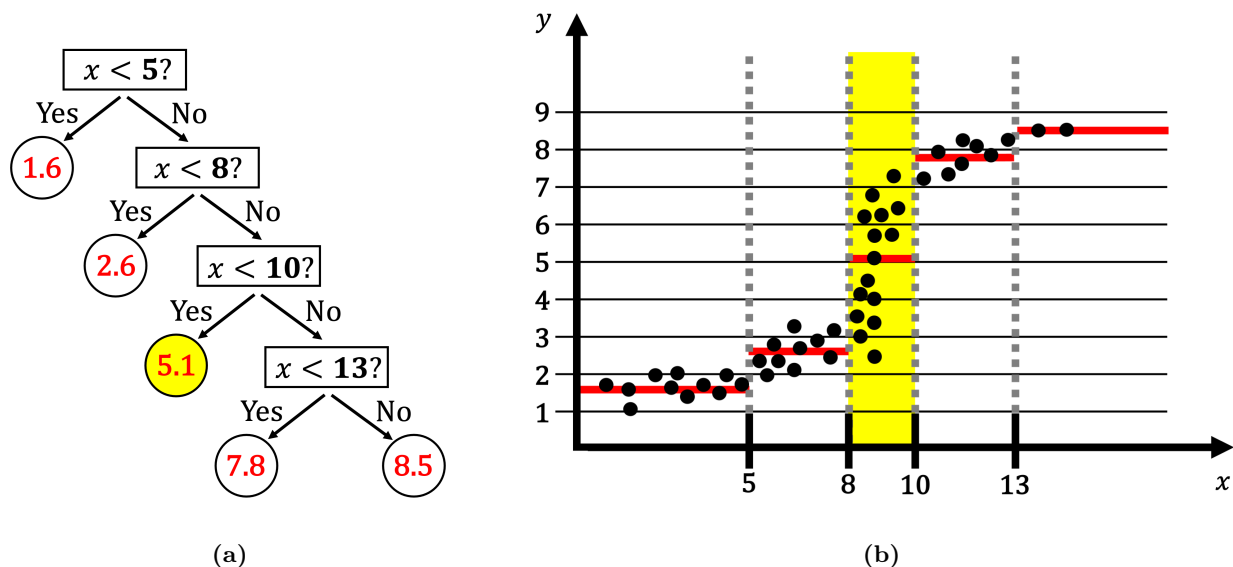 x < 5?
Yes
No
1.6
x < 8?
Yes
No
2.6
x < 10?
Yes
No
5.1
x < 13?
Yes
No
7.8
8.5
(a)
y
9
8
7
6
5
4
3
2
1
5
8
10
13
x
(b)